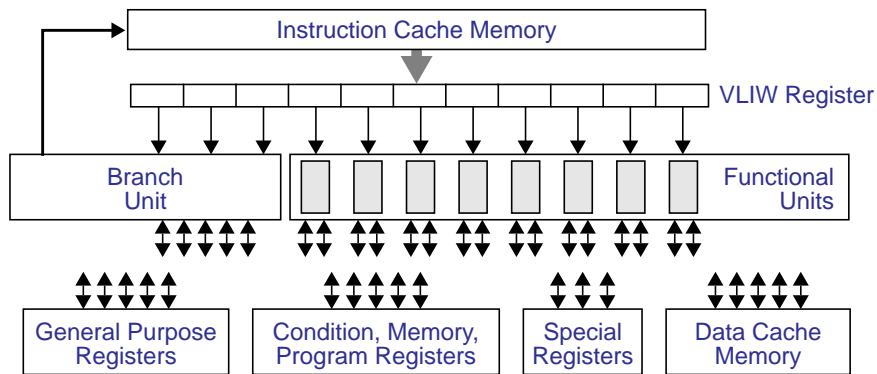 Instruction Cache Memory
VLIW Register
Branch
Unit
Functional
Units
General Purpose
Registers
Condition, Memory,
Program Registers
Special
Registers
Data Cache
Memory